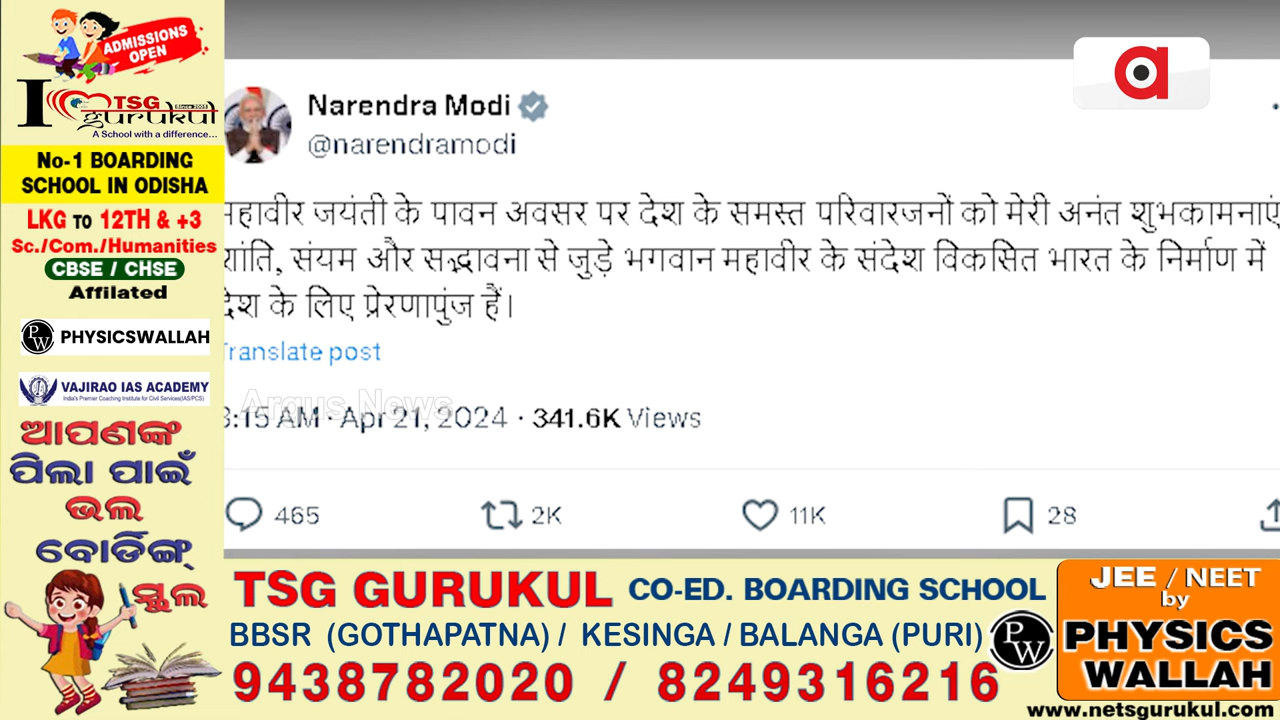 ADMISSIONS
OPEN
I
TSG
Since 2005
gurukul
A School with a difference...
No-1 BOARDING
SCHOOL IN ODISHA
LKG TO 12TH & +3
Sc./Com./Humanities
CBSE / CHSE
Affilated
PW PHYSICSWALLAH
VAJIRAO IAS ACADEMY
India's Premier Coaching Institute for Civil Services(IAS/PCS)
ଆପଣଙ୍କ
ପିଲା ପାଇଁ
ଭଲ
ବୋର୍ଡିଙ୍ଗ୍
ସ୍କୁଲ
a
Narendra Modi
@narendramodi
महावीर जयंती के पावन अवसर पर देश के समस्त परिवारजनों को मेरी अनंत शुभकामनाएं
शांति, संयम और सद्भावना से जुड़े भगवान महावीर के संदेश विकसित भारत के निर्माण में
देश के लिए प्रेरणापुंज हैं।
Translate post
Argus News
8:15 AM · Apr 21, 2024 · 341.6K Views
465 2K 11K 28
TSG GURUKUL CO-ED. BOARDING SCHOOL
BBSR (GOTHAPATNA) / KESINGA / BALANGA (PURI)
9438782020 / 8249316216
JEE / NEET
by
PW PHYSICS
WALLAH
www.netsgurukul.com